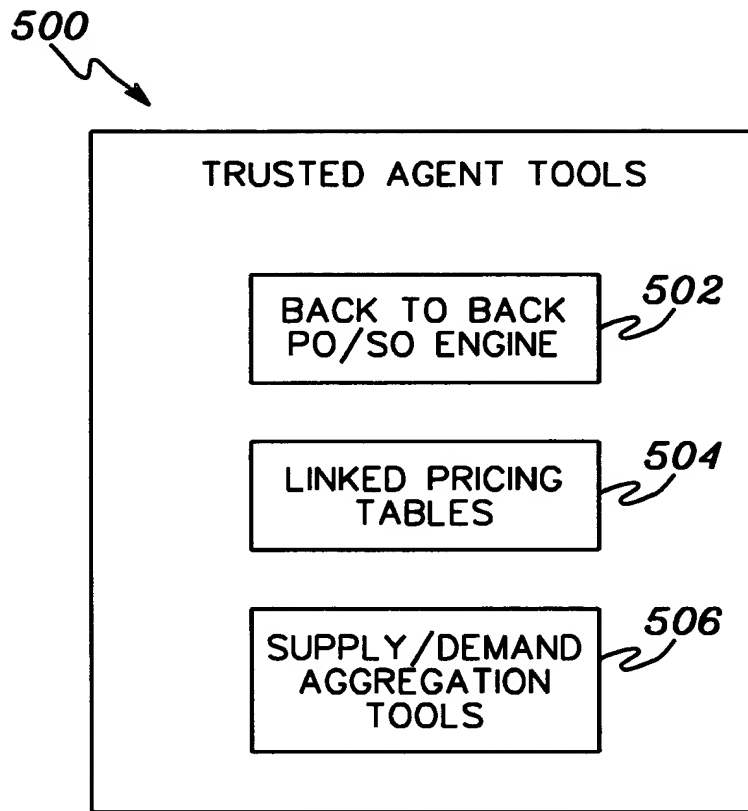 500
TRUSTED AGENT TOOLS
BACK TO BACK
PO/SO ENGINE
502
LINKED PRICING
TABLES
504
SUPPLY/DEMAND
AGGREGATION
TOOLS
506